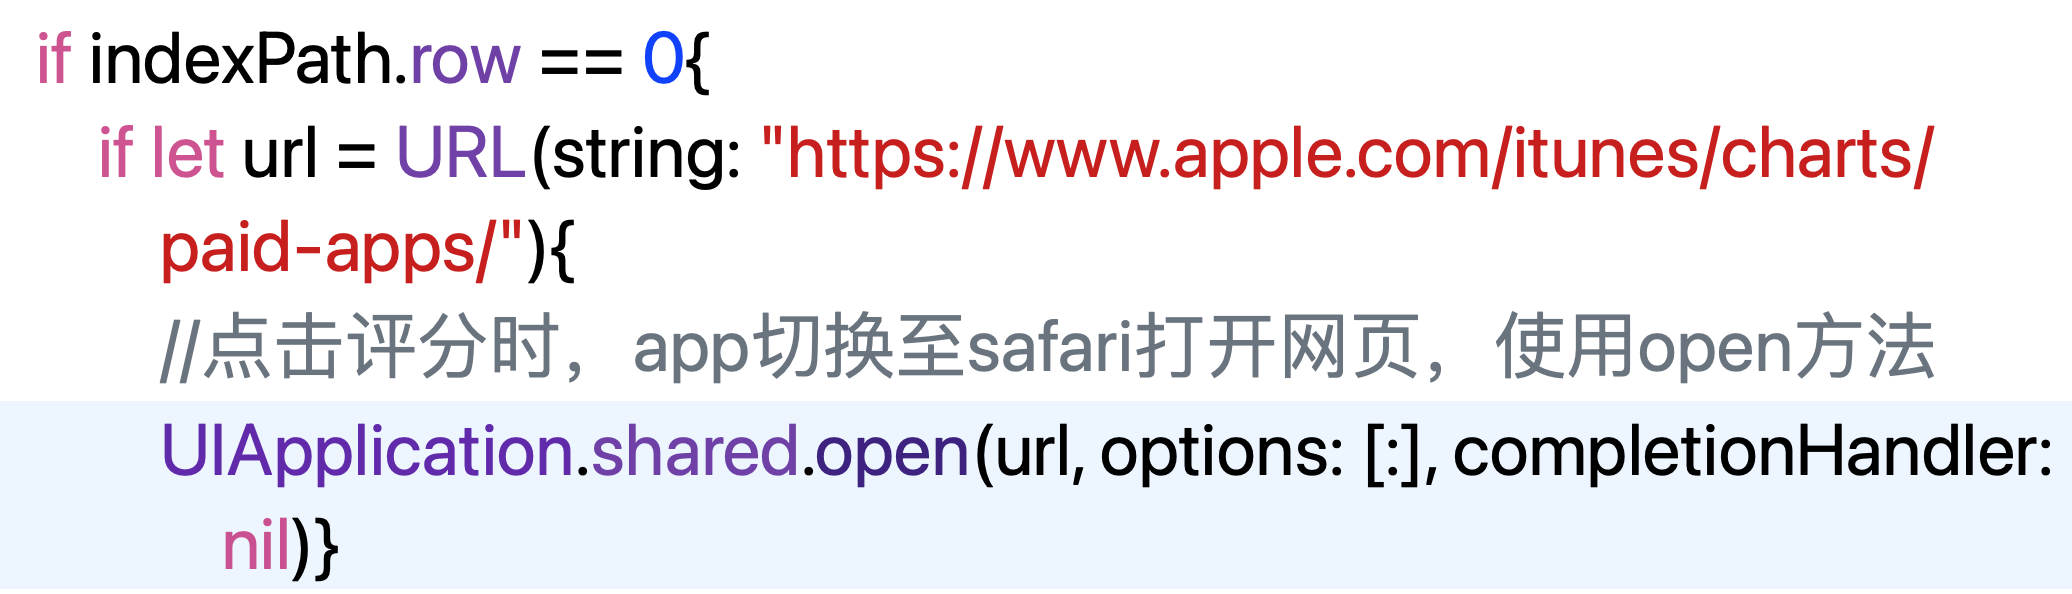 if indexPath.row == 0{
if let url = URL(string: "https://www.apple.com/itunes/charts/
paid-apps/"){
//点击评分时，app切换至safari打开网页，使用open方法
UIApplication.shared.open(url, options: [:], completionHandler:
nil)}